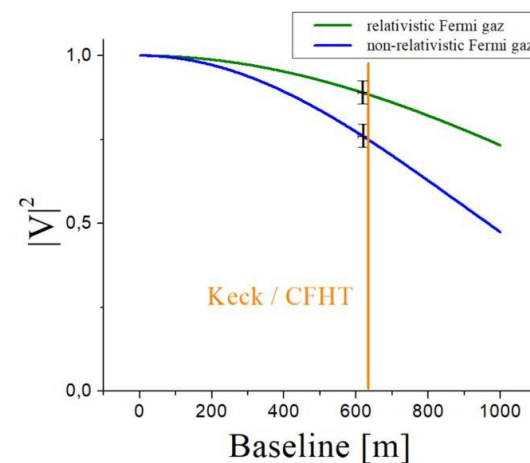 relativistic Fermi gaz
non-relativistic Fermi gaz
1,0
0,5
0,0
|V|²
Keck / CFHT
0 200 400 600 800 1000
Baseline [m]